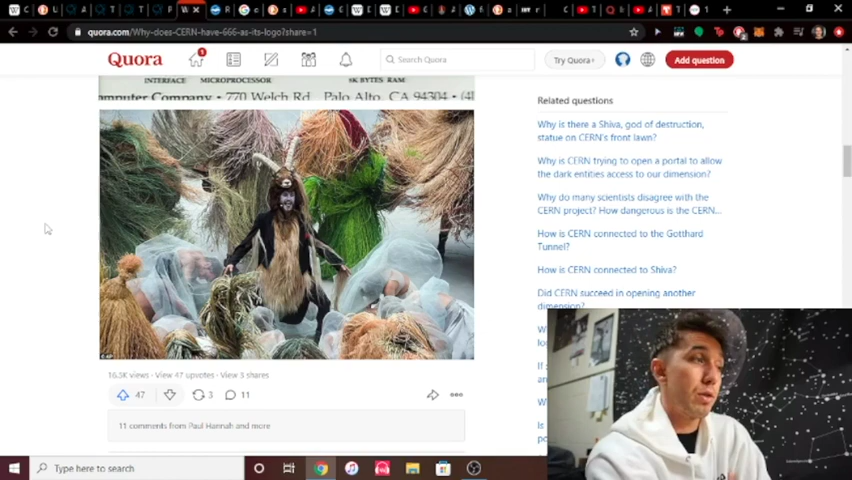 quora.com/Why-does-CERN-have-666-as-its-logo?share=1
Quora
1
Search Quora
Try Quora+
Add question
INTERFACE MICROPROCESSOR 8K BYTES RAM
Computer Company • 770 Welch Rd Palo Alto, CA 94304 • (4
Related questions
Why is there a Shiva, god of destruction,
statue on CERN's front lawn?
Why is CERN trying to open a portal to allow
the dark entities access to our dimension?
Why do many scientists disagree with the
CERN project? How dangerous is the CERN...
How is CERN connected to the Gotthard
Tunnel?
How is CERN connected to Shiva?
Did CERN succeed in opening another
dimension?
16.3K views • View 47 upvotes • View 3 shares
47
3
11
11 comments from Paul Hannah and more
Type here to search